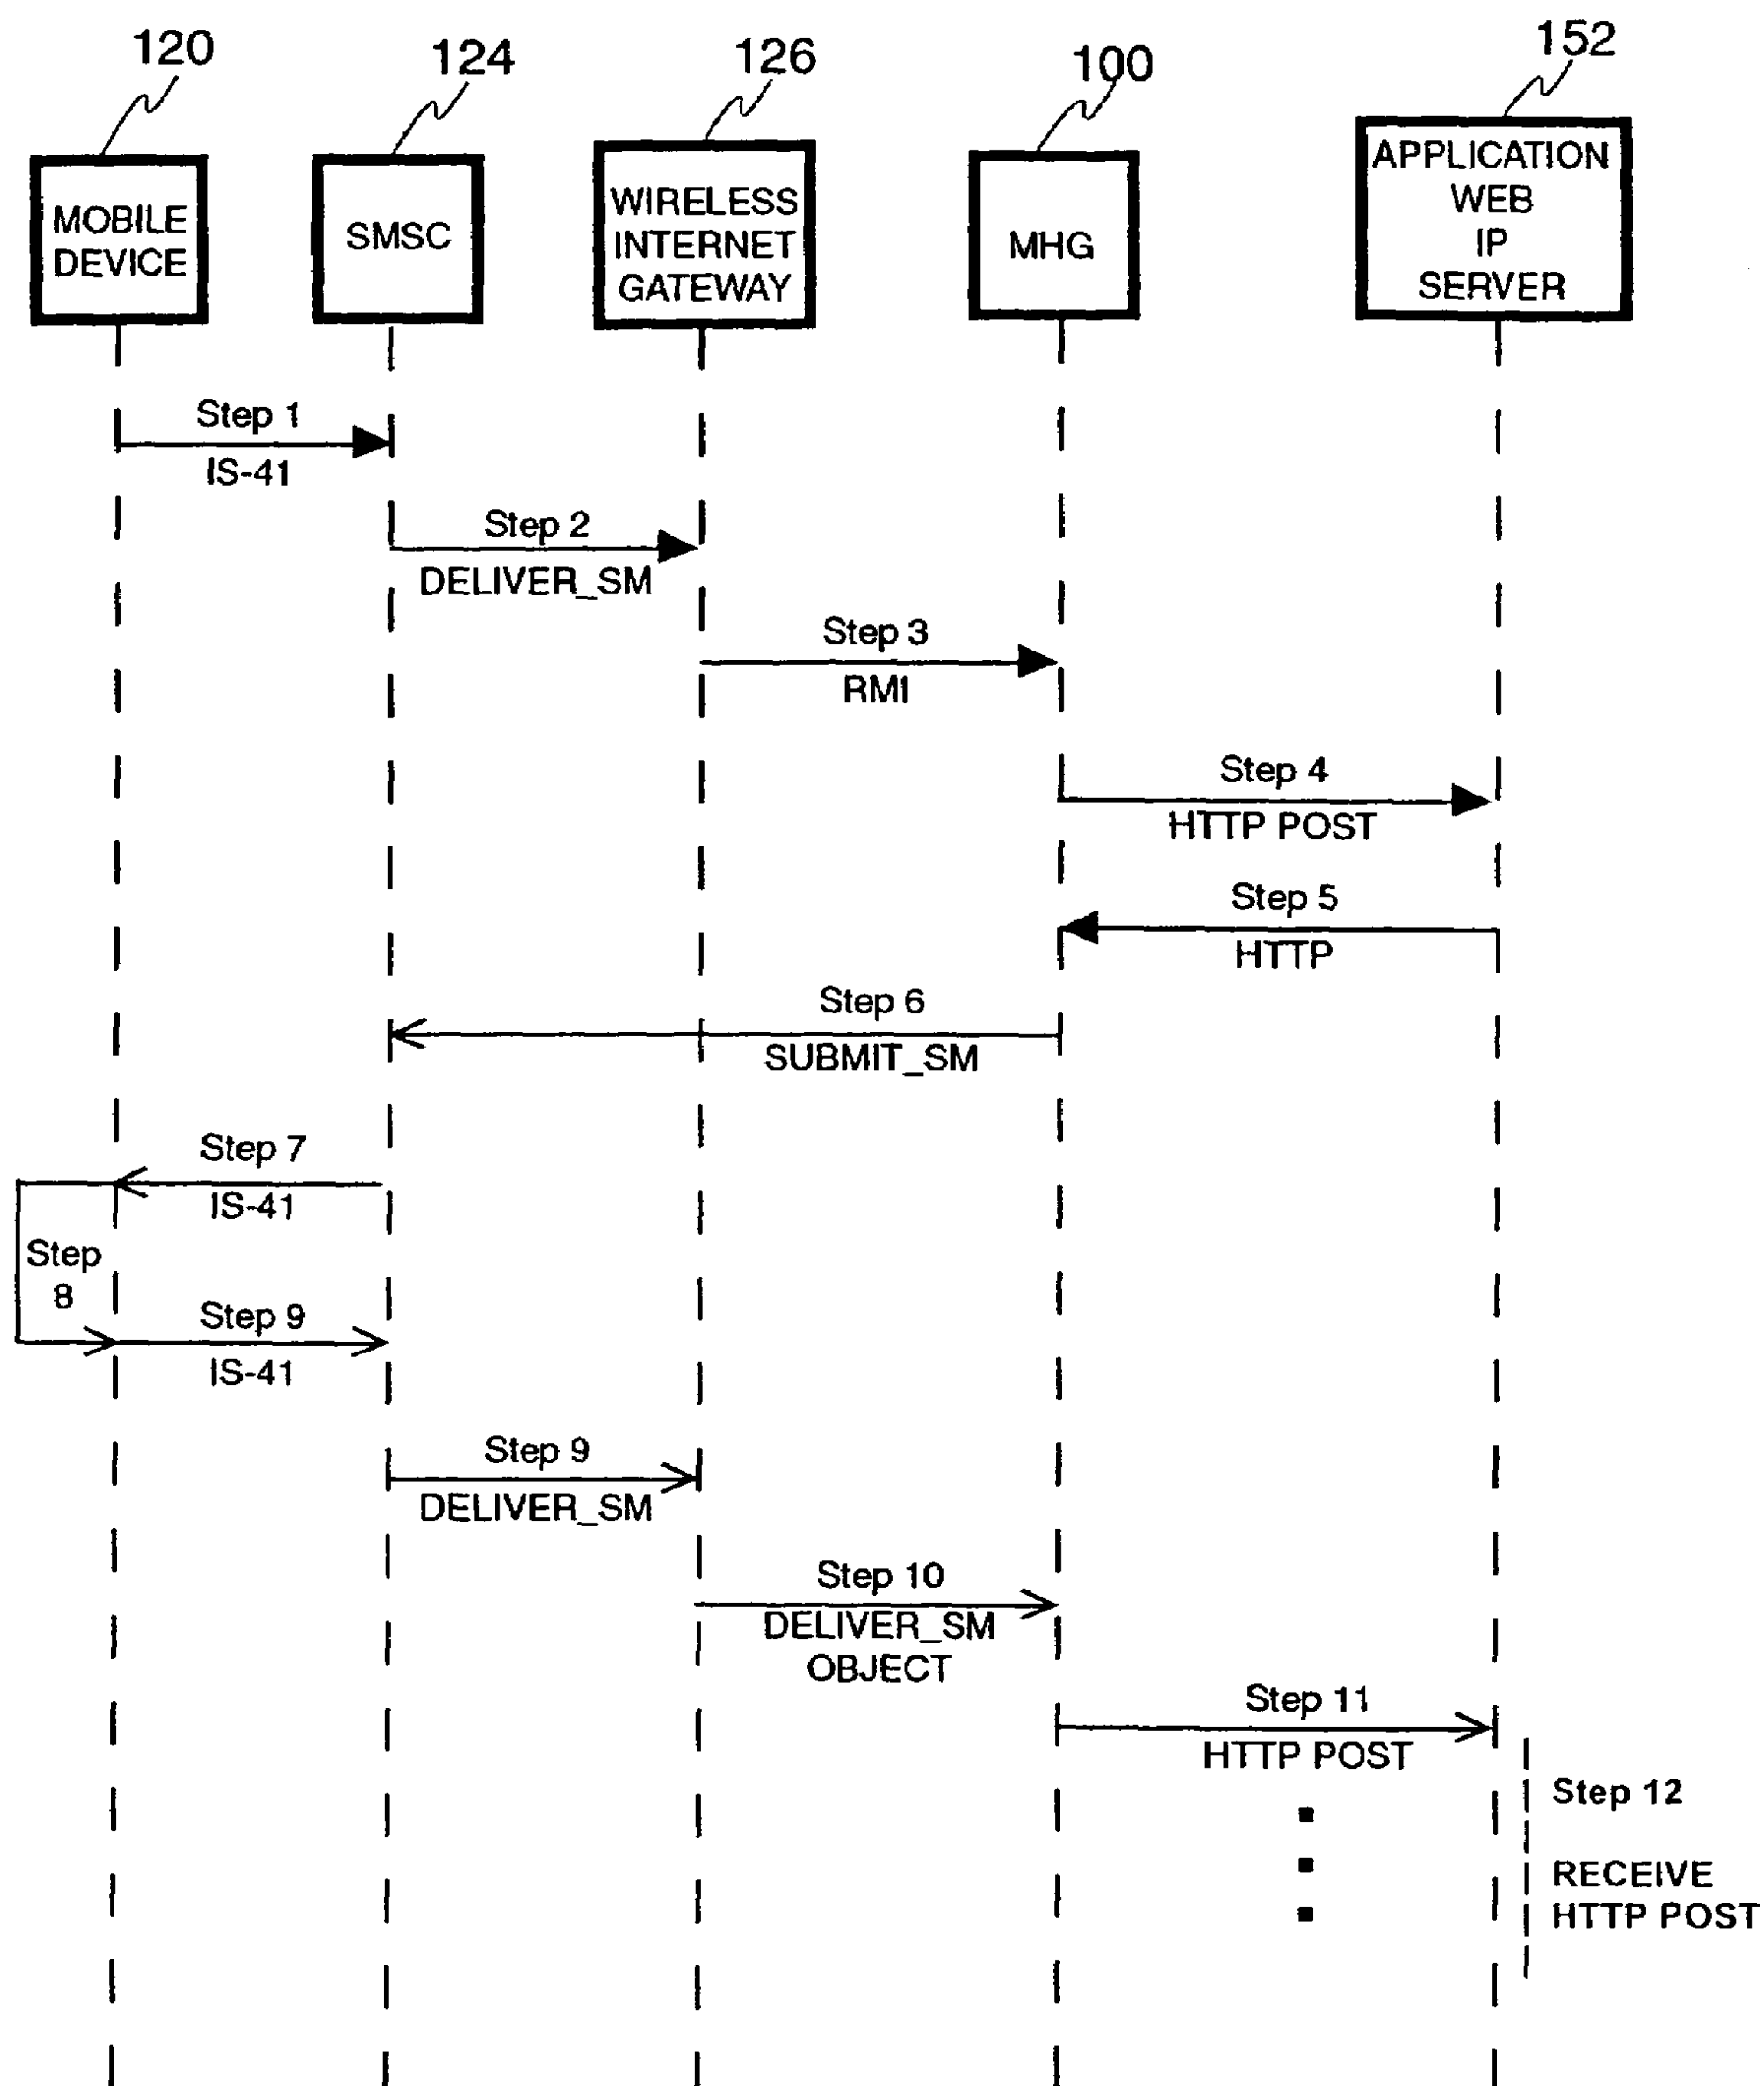 120
124
126
100
152
MOBILE
DEVICE
SMSC
WIRELESS
INTERNET
GATEWAY
MHG
APPLICATION
WEB
IP
SERVER
Step 1
IS-41
Step 2
DELIVER_SM
Step 3
RMI
Step 4
HTTP POST
Step 5
HTTP
Step 6
SUBMIT_SM
Step 7
IS-41
Step
8
Step 9
IS-41
Step 9
DELIVER_SM
Step 10
DELIVER_SM
OBJECT
Step 11
HTTP POST
Step 12
RECEIVE
HTTP POST